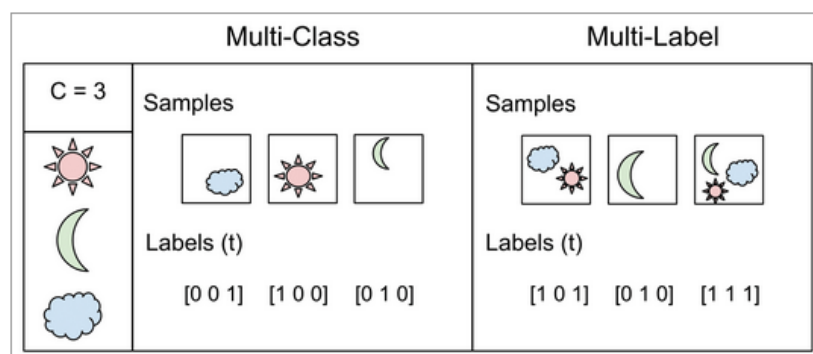 Multi-Class
Multi-Label
C = 3
Samples
Labels (t)
[0 0 1] [1 0 0] [0 1 0]
Samples
Labels (t)
[1 0 1] [0 1 0] [1 1 1]